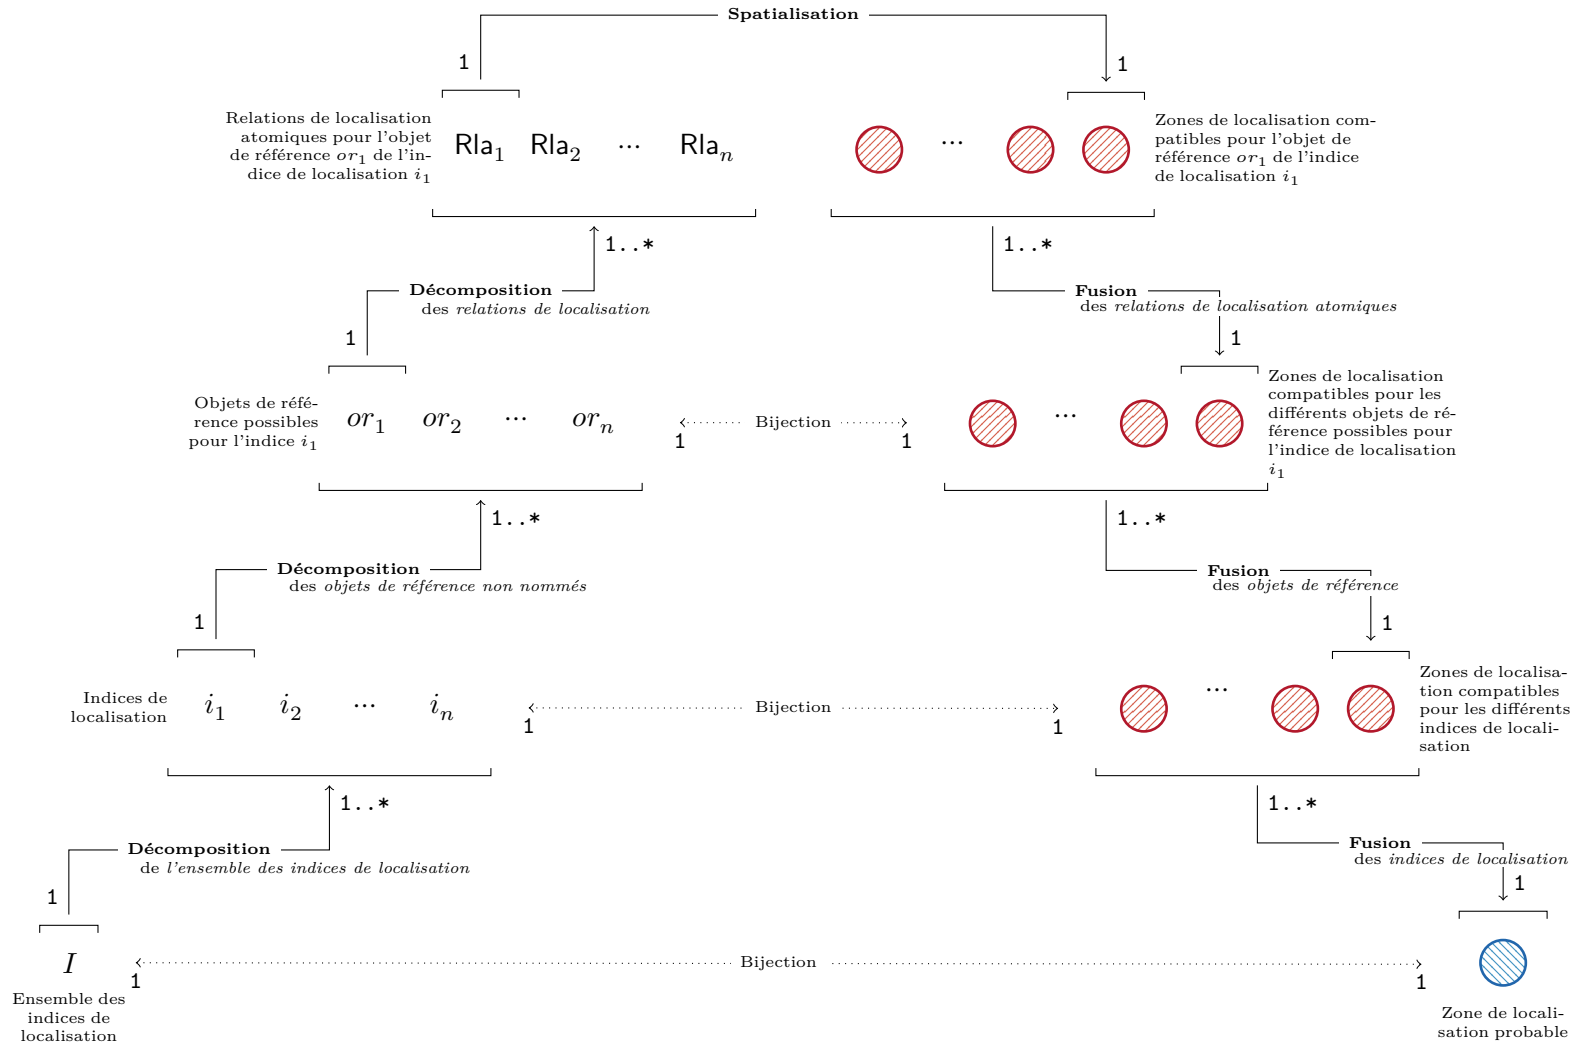 Spatialisation
1
1
Relations de localisation
atomiques pour l'objet
de référence or₁ de l'in-
dice de localisation i₁
Rla₁ Rla₂ ... Rlaₙ
...
Zones de localisation com-
patibles pour l'objet de
référence or₁ de l'indice
de localisation i₁
1..*
1..*
Décomposition
des relations de localisation
Fusion
des relations de localisation atomiques
1
1
Objets de réfé-
rence possibles
pour l'indice i₁
or₁ or₂ ... orₙ
1
Bijection
1
...
Zones de localisation
compatibles pour les
différents objets de ré-
férence possibles pour
l'indice de localisation
i₁
1..*
1..*
Décomposition
des objets de référence non nommés
Fusion
des objets de référence
1
1
Indices de
localisation
i₁ i₂ ... iₙ
1
Bijection
1
...
Zones de localisa-
tion compatibles
pour les différents
indices de locali-
sation
1..*
1..*
Décomposition
de l'ensemble des indices de localisation
Fusion
des indices de localisation
1
1
I
1
Bijection
1
Ensemble des
indices de
localisation
Zone de locali-
sation probable